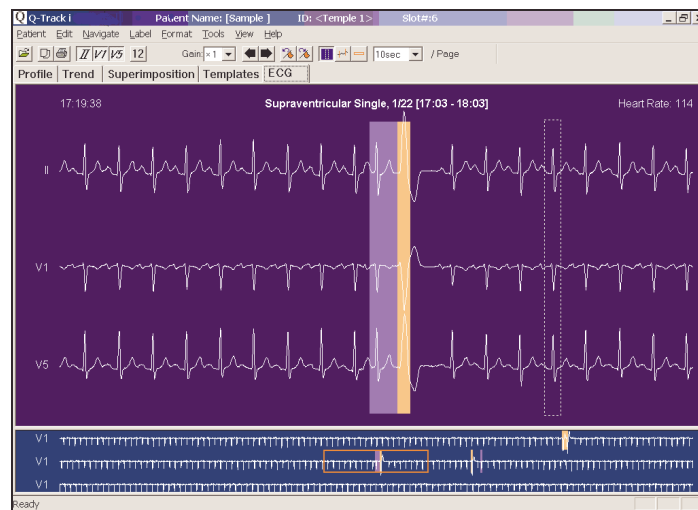 Q Q-Track i Patient Name: [Sample ] ID: <Temple 1> Slot#:6
Patient Edit Navigate Label Format Tools View Help
II V1 V5 12 Gain: ×1 10sec / Page
Profile Trend Superimposition Templates ECG
17:19:38 Supraventricular Single, 1/22 [17:03 - 18:03] Heart Rate: 114
II
V1
V5
V1
V1
V1
Ready